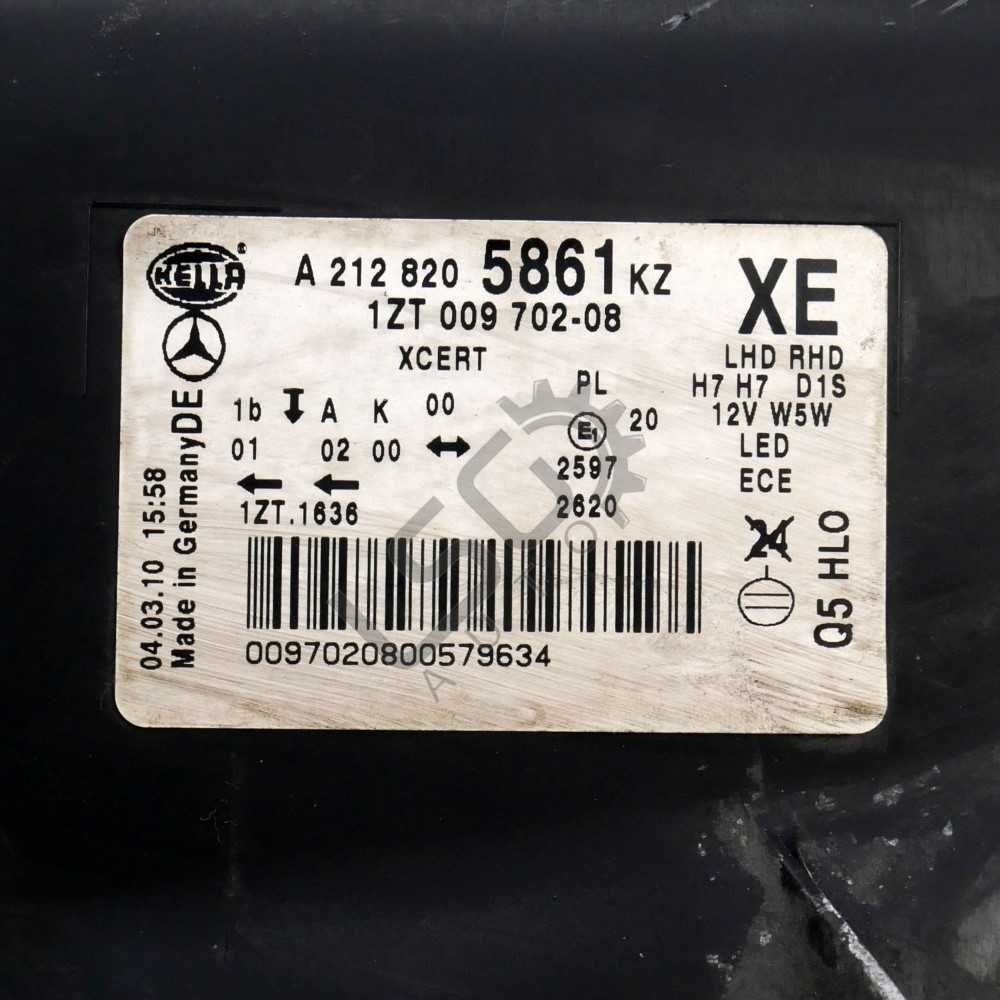 HELLA ®
A 212 820 5861 KZ
1ZT 009 702-08
XCERT
XE
LHD RHD
H7 H7 D1S
12V W5W
LED
ECE
PL
E1 20
2597
2620
1b A K 00
01 02 00
1ZT.1636
24
Q5 HLO
04.03.10 15:58
Made in Germany DE
0097020800579634